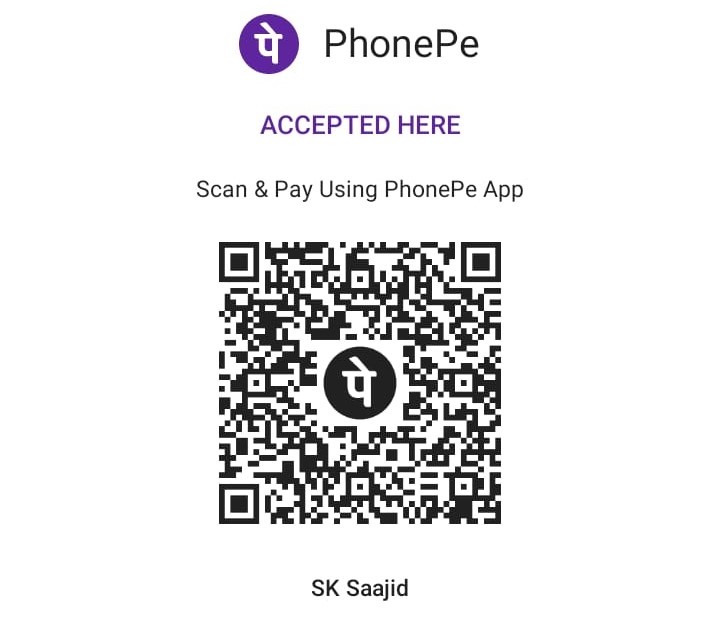 पे PhonePe
ACCEPTED HERE
Scan & Pay Using PhonePe App
पे
SK Saajid